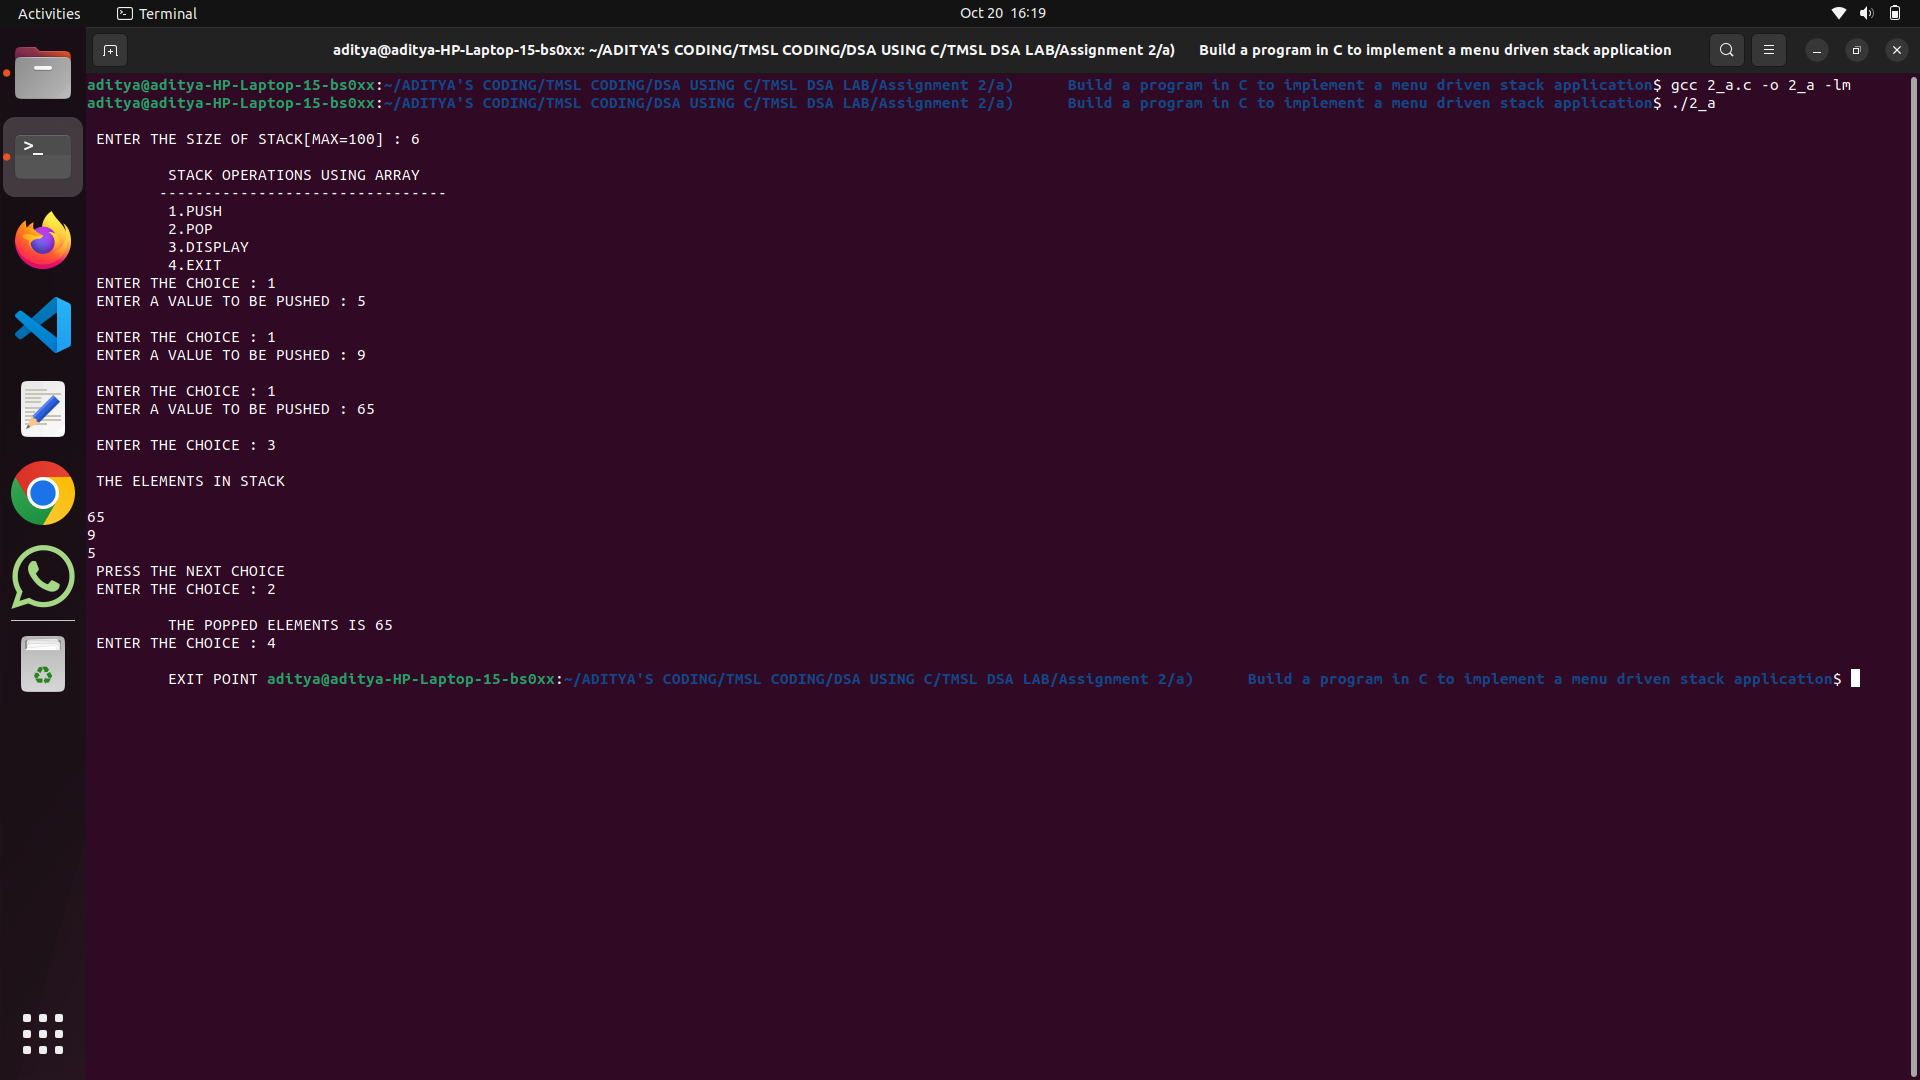 Activities
Terminal
Oct 20 16:19
aditya@aditya-HP-Laptop-15-bs0xx: ~/ADITYA'S CODING/TMSL CODING/DSA USING C/TMSL DSA LAB/Assignment 2/a) Build a program in C to implement a menu driven stack application
aditya@aditya-HP-Laptop-15-bs0xx:~/ADITYA'S CODING/TMSL CODING/DSA USING C/TMSL DSA LAB/Assignment 2/a) Build a program in C to implement a menu driven stack application$ gcc 2_a.c -o 2_a -lm
aditya@aditya-HP-Laptop-15-bs0xx:~/ADITYA'S CODING/TMSL CODING/DSA USING C/TMSL DSA LAB/Assignment 2/a) Build a program in C to implement a menu driven stack application$ ./2_a
ENTER THE SIZE OF STACK[MAX=100] : 6
STACK OPERATIONS USING ARRAY
--------------------------------
1.PUSH
2.POP
3.DISPLAY
4.EXIT
ENTER THE CHOICE : 1
ENTER A VALUE TO BE PUSHED : 5
ENTER THE CHOICE : 1
ENTER A VALUE TO BE PUSHED : 9
ENTER THE CHOICE : 1
ENTER A VALUE TO BE PUSHED : 65
ENTER THE CHOICE : 3
THE ELEMENTS IN STACK
65
9
5
PRESS THE NEXT CHOICE
ENTER THE CHOICE : 2
THE POPPED ELEMENTS IS 65
ENTER THE CHOICE : 4
EXIT POINT aditya@aditya-HP-Laptop-15-bs0xx:~/ADITYA'S CODING/TMSL CODING/DSA USING C/TMSL DSA LAB/Assignment 2/a) Build a program in C to implement a menu driven stack application$